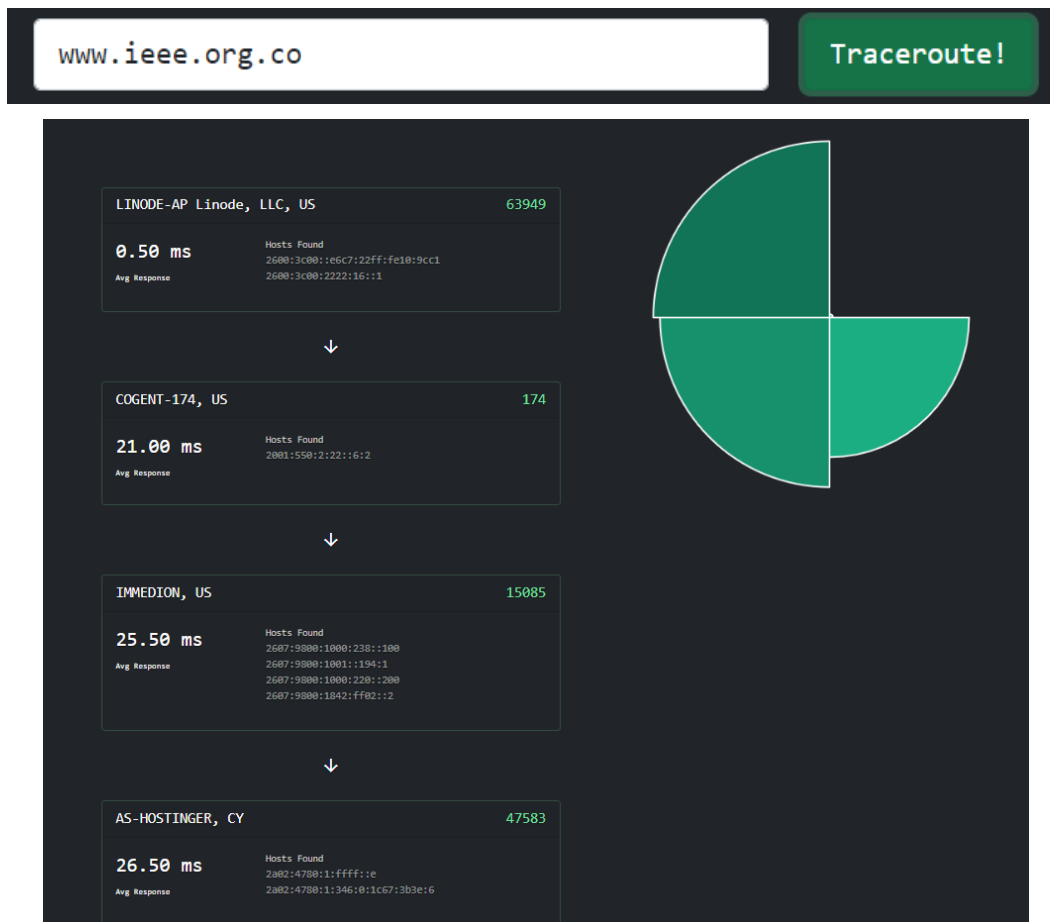 www.ieee.org.co
Traceroute!
LINODE-AP Linode, LLC, US 63949
0.50 ms
Avg Response
Hosts Found
2600:3c00::e6c7:22ff:fe10:9cc1
2600:3c00:2222:16::1
↓
COGENT-174, US 174
21.00 ms
Avg Response
Hosts Found
2001:550:2:22::6:2
↓
IMMEDION, US 15085
25.50 ms
Avg Response
Hosts Found
2607:9800:1000:238::100
2607:9800:1001::194:1
2607:9800:1000:220::200
2607:9800:1842:ff02::2
↓
AS-HOSTINGER, CY 47583
26.50 ms
Avg Response
Hosts Found
2a02:4780:1:ffff::e
2a02:4780:1:346:0:1c67:3b3e:6